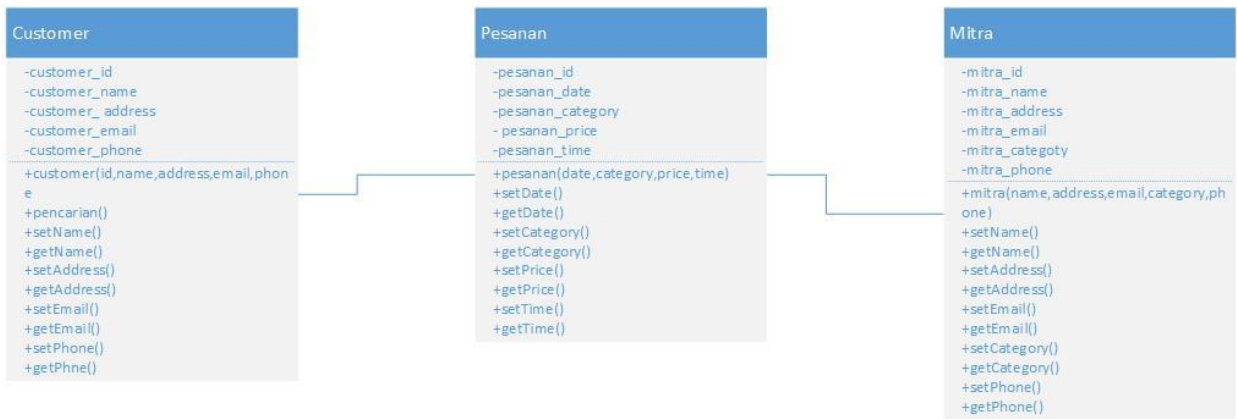 Customer
-customer_id
-customer_name
-customer_ address
-customer_email
-customer_phone
+customer(id,name,address,email,phon
e
+pencarian()
+setName()
+getName()
+setAddress()
+getAddress()
+setEmail()
+getEmail()
+setPhone()
+getPhne()
Pesanan
-pesanan_id
-pesanan_date
-pesanan_category
- pesanan_price
-pesanan_time
+pesanan(date,category,price,time)
+setDate()
+getDate()
+setCategory()
+getCategory()
+setPrice()
+getPrice()
+setTime()
+getTime()
Mitra
-mitra_id
-mitra_name
-mitra_address
-mitra_email
-mitra_categoty
-mitra_phone
+mitra(name,address,email,category,ph
one)
+setName()
+getName()
+setAddress()
+getAddress()
+setEmail()
+getEmail()
+setCategory()
+getCategory()
+setPhone()
+getPhone()